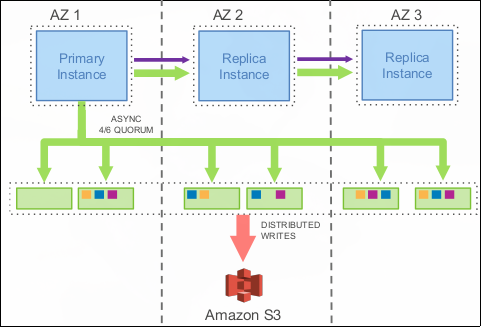 AZ 1
AZ 2
AZ 3
Primary
Instance
Replica
Instance
Replica
Instance
ASYNC
4/6 QUORUM
DISTRIBUTED
WRITES
Amazon S3